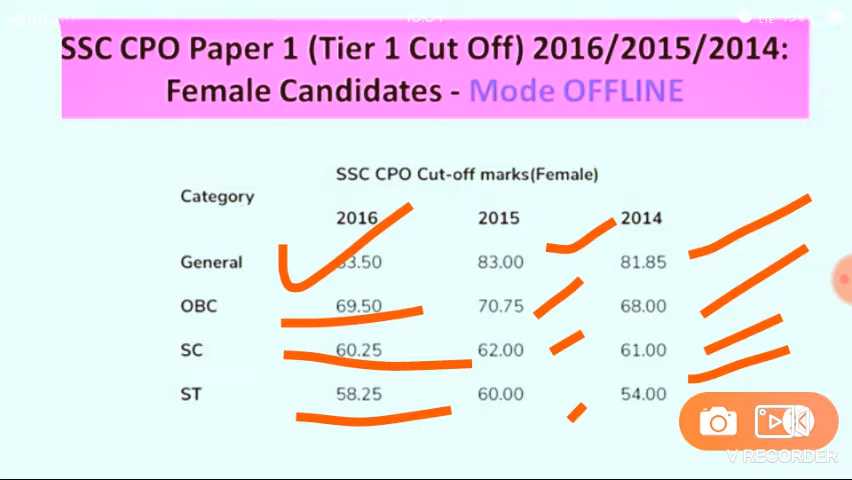 SSC CPO Paper 1 (Tier 1 Cut Off) 2016/2015/2014:
Female Candidates - Mode OFFLINE
SSC CPO Cut-off marks(Female)
Category
2016 2015 2014
General 83.00 81.85
OBC 69.50 70.75 68.00
SC 60.25 62.00 61.00
ST 58.25 60.00 54.00
V RECORDER